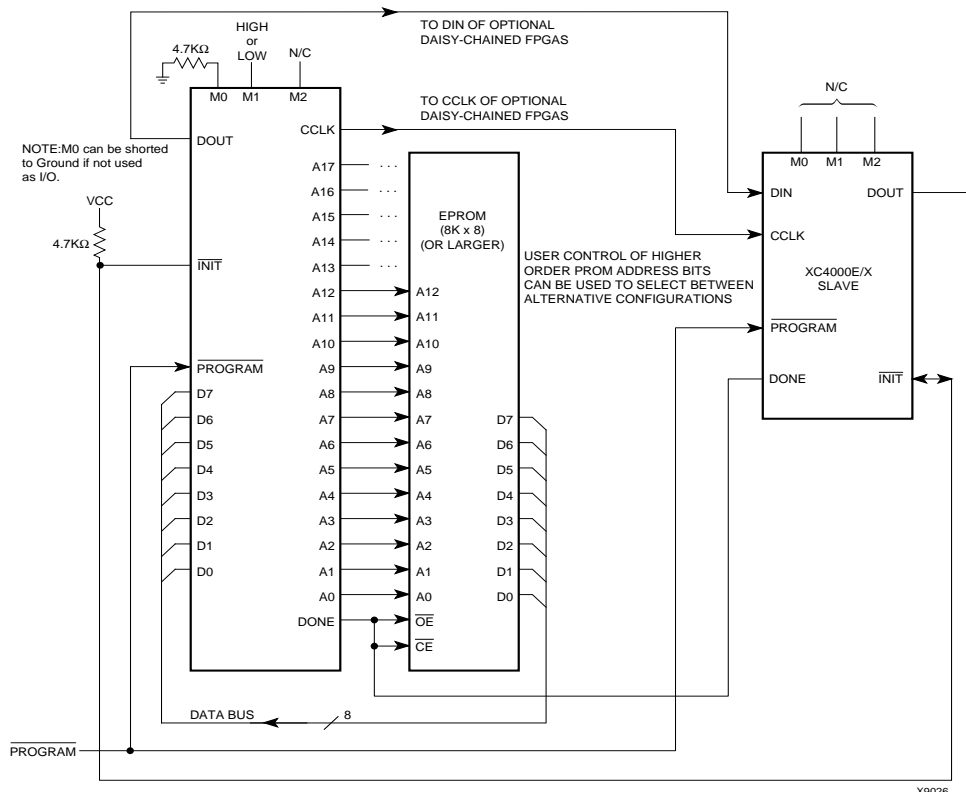 HIGH
or
LOW
4.7KΩ
N/C
M0 M1 M2
TO DIN OF OPTIONAL
DAISY-CHAINED FPGAS
TO CCLK OF OPTIONAL
DAISY-CHAINED FPGAS
N/C
M0 M1 M2
NOTE:M0 can be shorted
to Ground if not used
as I/O.
VCC
4.7KΩ
DOUT
INIT
PROGRAM
D7
D6
D5
D4
D3
D2
D1
D0
CCLK
A17 ...
A16 ...
A15 ...
A14 ...
A13 ...
A12
A11
A10
A9
A8
A7
A6
A5
A4
A3
A2
A1
A0
DONE
EPROM
(8K x 8)
(OR LARGER)
A12
A11
A10
A9
A8
A7
A6
A5
A4
A3
A2
A1
A0
OE
CE
D7
D6
D5
D4
D3
D2
D1
D0
USER CONTROL OF HIGHER
ORDER PROM ADDRESS BITS
CAN BE USED TO SELECT BETWEEN
ALTERNATIVE CONFIGURATIONS
DIN DOUT
CCLK
XC4000E/X
SLAVE
PROGRAM
DONE INIT
DATA BUS 8
PROGRAM
X9026